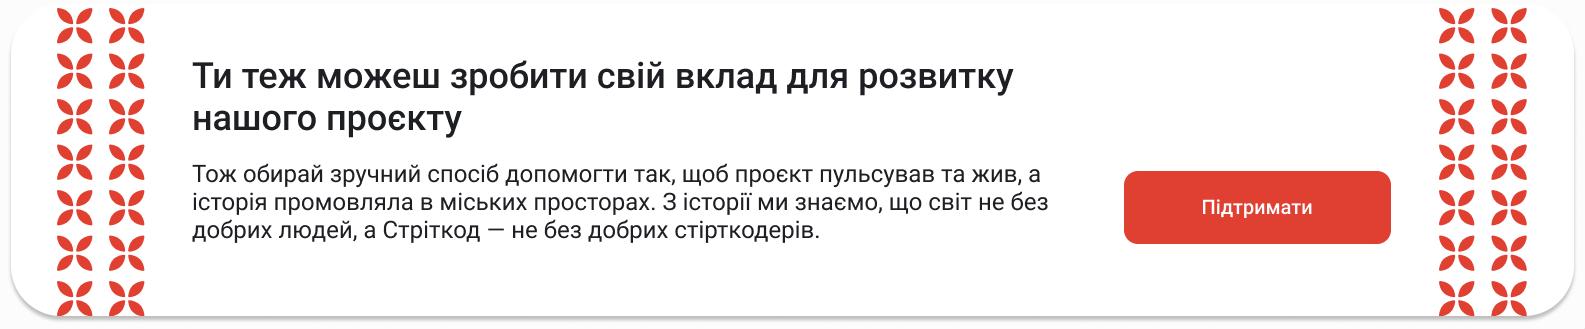 Ти теж можеш зробити свій вклад для розвитку
нашого проєкту
Тож обирай зручний спосіб допомогти так, щоб проєкт пульсував та жив, а
історія промовляла в міських просторах. З історії ми знаємо, що світ не без
добрих людей, а Стріткод — не без добрих стірткодерів.
Підтримати